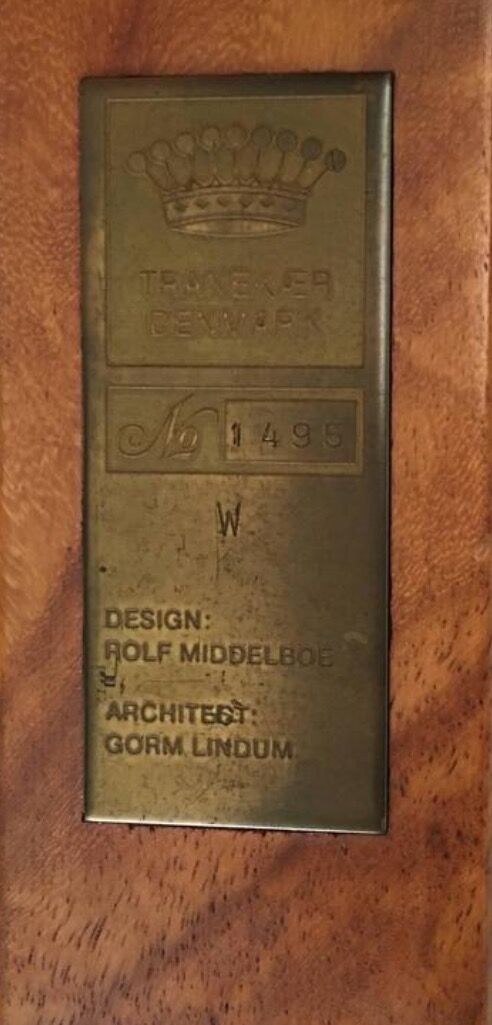 TRANEKÆR
DENMARK
No 1495
W
DESIGN:
ROLF MIDDELBOE
ARCHITECT:
GORM LINDUM